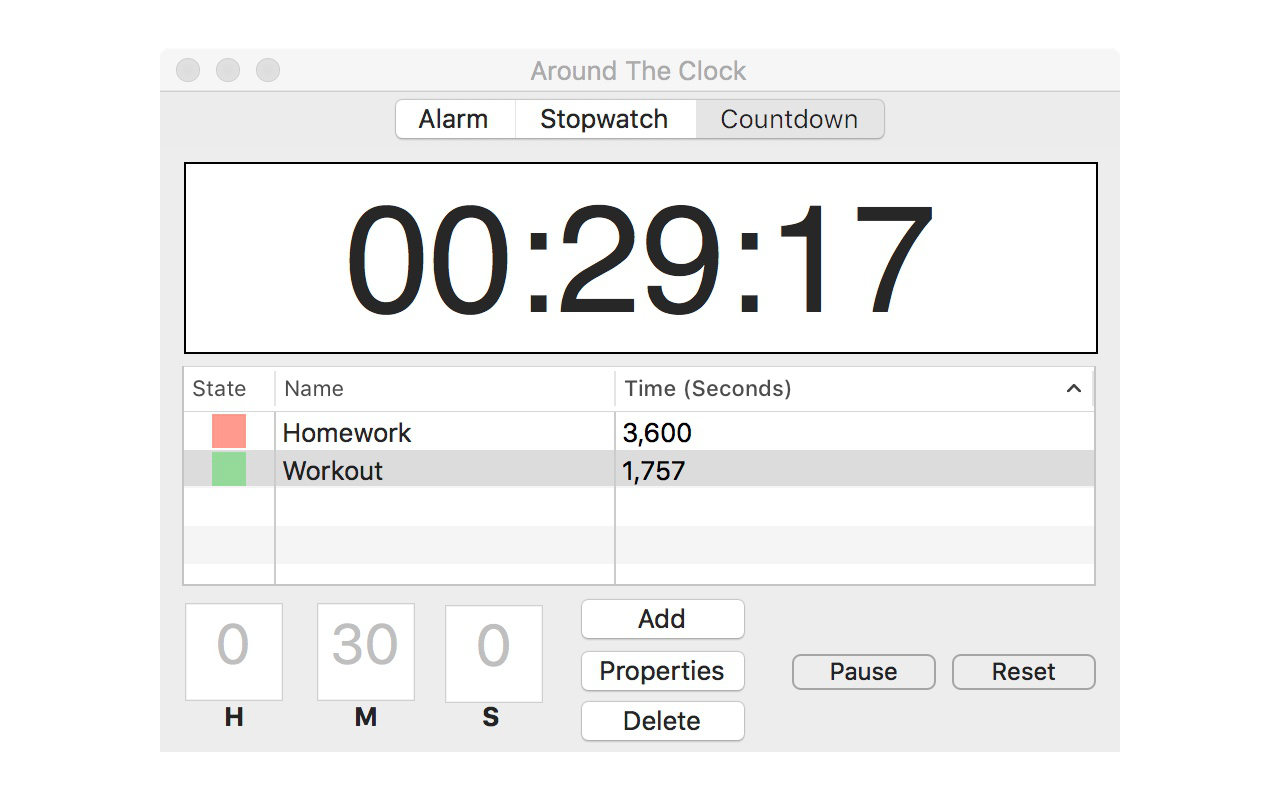 Around The Clock
Alarm Stopwatch Countdown
00:29:17
State Name Time (Seconds)
Homework 3,600
Workout 1,757
0 30 0
H M S
Add
Properties
Delete
Pause Reset